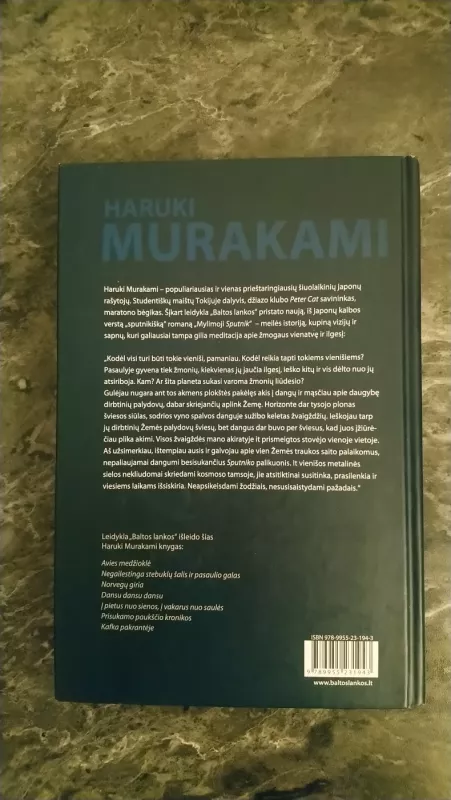 HARUKI
MURAKAMI
Haruki Murakami – populiariausias ir vienas prieštaringiausių šiuolaikinių japonų
rašytojų. Studentiškų maištų Tokijuje dalyvis, džiazo klubo Peter Cat savininkas,
maratono bėgikas. Šįkart leidykla „Baltos lankos" pristato naują, iš japonų kalbos
verstą „sputnikišką" romaną „Mylimoji Sputnik" – meilės istoriją, kupiną vizijų ir
sapnų, kuri galiausiai tampa gilia meditacija apie žmogaus vienatvę ir ilgesį:
"Kodėl visi turi būti tokie vieniši, pamaniau. Kodėl reikia tapti tokiems vienišiems?
Pasaulyje gyvena tiek žmonių, kiekvienas jų jaučia ilgesį, ieško kitų ir vis dėlto nuo jų
atsiriboja. Kam? Ar šita planeta sukasi varoma žmonių liūdesio?
Gulėjau nugara ant tos akmens plokštės pakėlęs akis į dangų ir mąsčiau apie daugybę
dirbtinių palydovų, dabar skriejančių aplink Žemę. Horizonte dar tysojo plonas
šviesos siūlas, sodrios vyno spalvos danguje sužibo keletas žvaigždžių. Ieškojau tarp
jų dirbtinių Žemės palydovų šviesų, bet dangus dar buvo per šviesus, kad juos įžiūrė-
čiau plika akimi. Visos žvaigždės mano akiratyje it prismeigtos stovėjo vienoje vietoje.
Aš užsimerkiau, ištempiau ausis ir galvojau apie vien Žemės traukos saito palaikomus,
nepaliaujamai dangumi besisukančius Sputniko palikuonis. It vienišos metalinės
sielos nekliudomai skriedami kosmoso tamsoje, jie atsitiktinai susitinka, prasilenkia ir
viesiems laikams išsiskiria. Neapsikeisdami žodžiais, nesusisaistydami pažadais."
Leidykla „Baltos lankos" išleido šias
Haruki Murakami knygas:
Avies medžioklė
Negailestinga stebuklų šalis ir pasaulio galas
Norvegų giria
Dansu dansu dansu
Į pietus nuo sienos, į vakarus nuo saulės
Prisukamo paukščio kronikos
Kafka pakrantėje
ISBN 978-9955-23-194-3
9 789955 231943
www.baltoslankos.lt